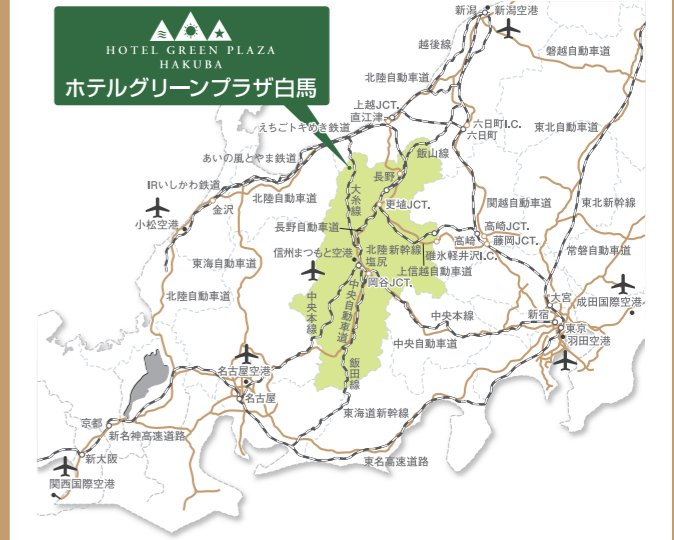 HOTEL GREEN PLAZA
HAKUBA
ホテルグリーンプラザ白馬
新潟
新潟空港
越後線
磐越自動車道
北陸自動車道
上越JCT.
直江津
えちごトキめき鉄道
六日町I.C.
六日町
東北自動車道
飯山線
あいの風とやま鉄道
長野
IRいしかわ鉄道
大糸線
北陸自動車道
更埴JCT.
関越自動車道
東北新幹線
金沢
小松空港
長野自動車道
高崎JCT.
高崎
藤岡JCT.
信州まつもと空港
北陸新幹線
碓氷軽井沢I.C.
常磐自動車道
東海自動車道
塩尻
上信越自動車道
岡谷JCT.
北陸自動車道
中央本線
中央自動車道
大宮
成田国際空港
中央本線
新宿
東京
中央自動車道
羽田空港
飯田線
名古屋空港
名古屋
東海道新幹線
京都
新名神高速道路
新大阪
東名高速道路
関西国際空港